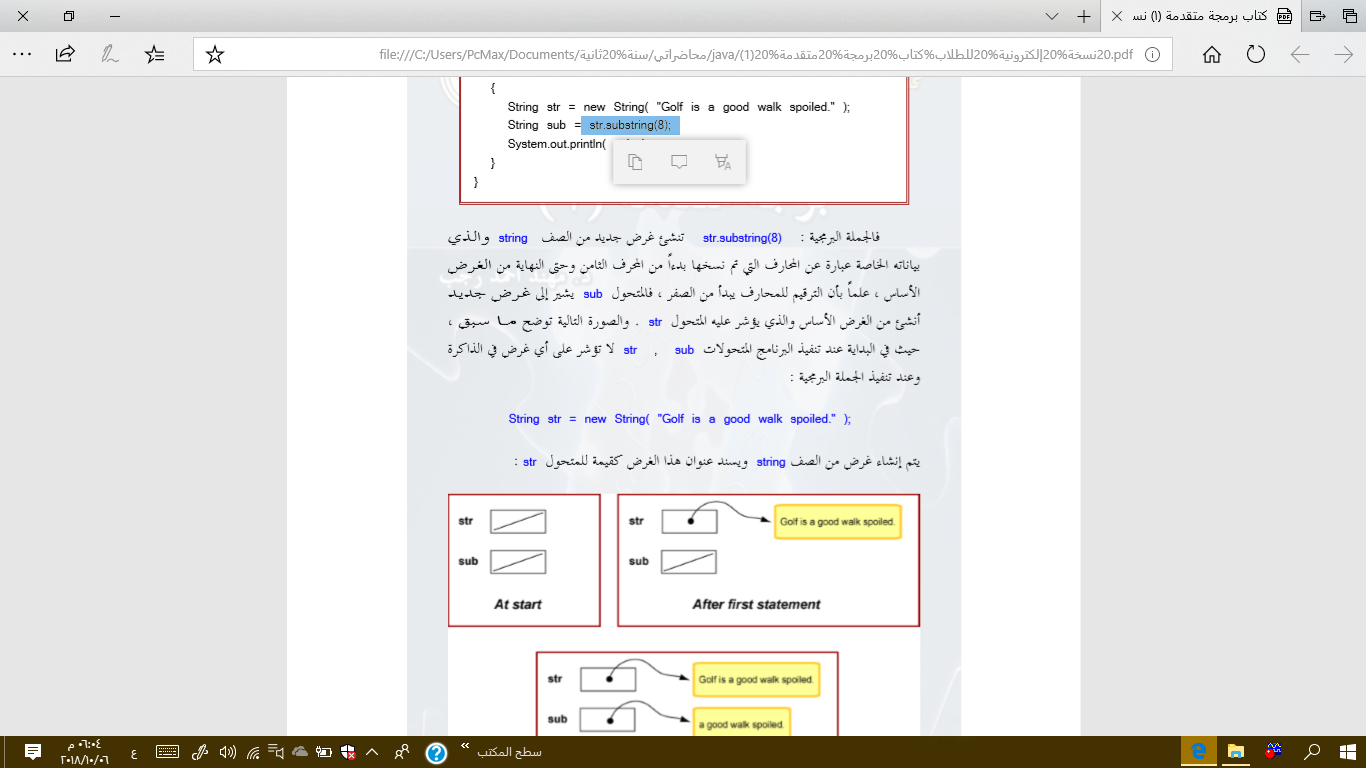 كتاب برمجة متقدمة (١) نس
file:///C:/Users/PcMax/Documents/محاضراتي/سنة%20ثانية/java/كتاب%20برمجة%20متقدمة%20(1)%20نسخة%20إلكترونية%20للطلاب%20.pdf
{
String str = new String( "Golf is a good walk spoiled." );
String sub = str.substring(8);
System.out.println(
}
}
فالجملة البرمجية : str.substring(8) تنشئ غرض جديد من الصف string والذي
بياناته الخاصة عبارة عن المحارف التي تم نسخها بدءاً من المحرف الثامن وحتى النهاية من الغرض
الأساس ، علماً بأن الترقيم للمحارف يبدأ من الصفر ، فالمتحول sub يشير إلى غرض جديد
أنشئ من الغرض الأساس والذي يؤشر عليه المتحول str . والصورة التالية توضح ما سبق ،
حيث في البداية عند تنفيذ البرنامج المتحولات str , sub لا تؤشر على أي غرض في الذاكرة
وعند تنفيذ الجملة البرمجية :
String str = new String( "Golf is a good walk spoiled." );
يتم إنشاء غرض من الصف string ويسند عنوان هذا الغرض كقيمة للمتحول str :
str
sub
At start
str
Golf is a good walk spoiled.
sub
After first statement
str
Golf is a good walk spoiled.
sub
a good walk spoiled.
سطح المكتب
»
ع
٠٦:٠٤ م
٢٠١٨/١٠/٠٦